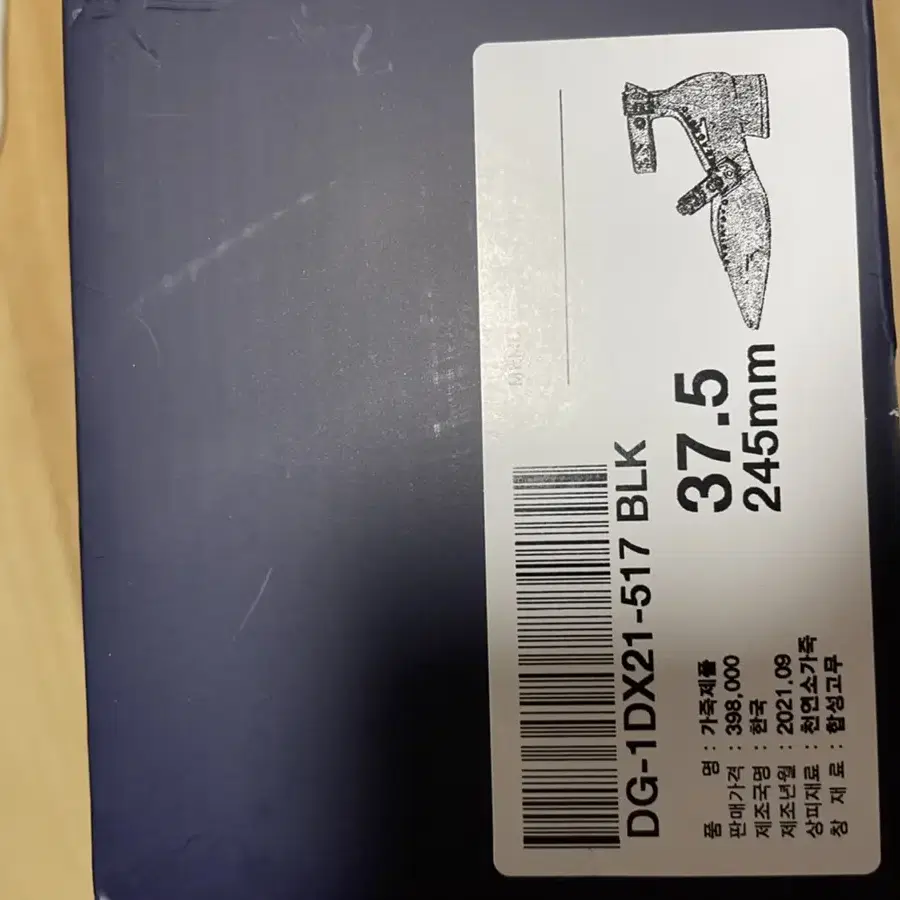 37.5
245mm
DG-1DX21-517 BLK
품 명 : 가죽제품
판매가격 : 398,000
제조국명 : 한국
제조년월 : 2021.09
상피재료 : 천연소가죽
창 재 료 : 합성고무